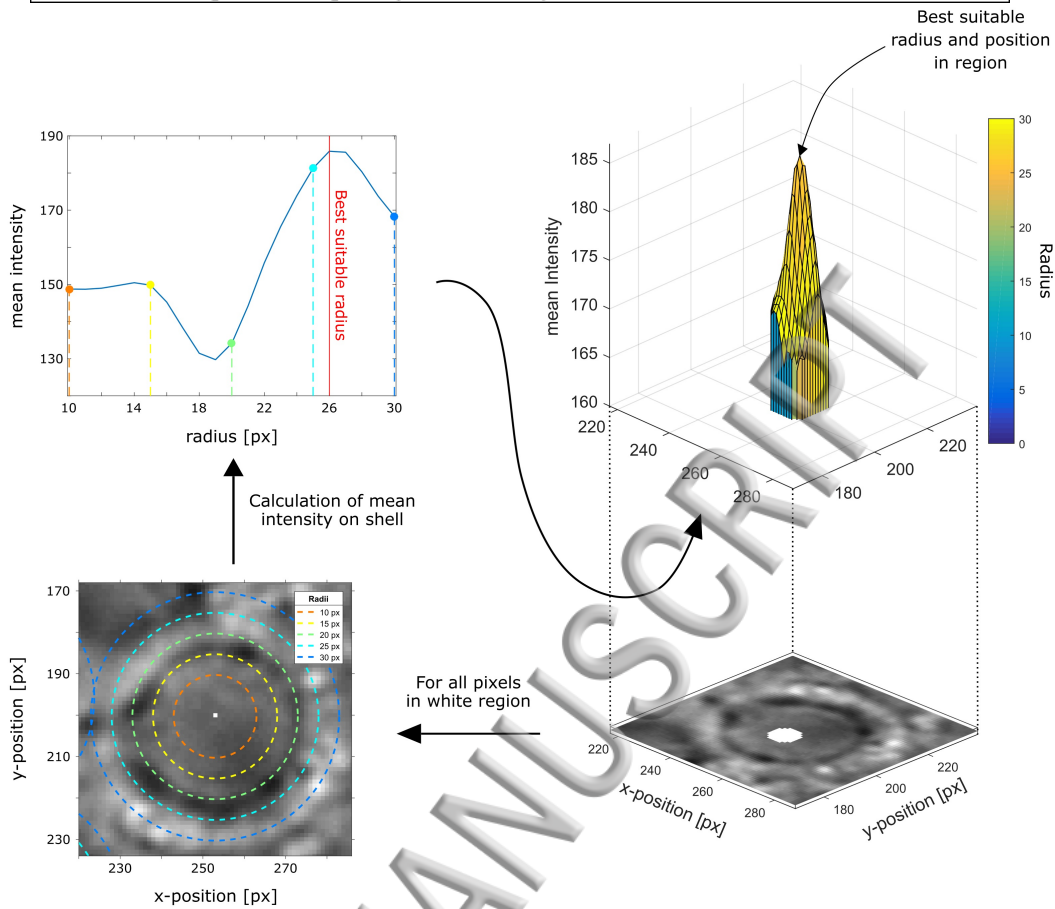 Best suitable
radius and position
in region
190
170
150
130
mean intensity
10
14
18
22
26
30
radius [px]
Best suitable radius
185
180
175
170
165
160
mean Intensity
220
240
260
280
180
200
220
30
25
20
15
10
5
0
Radius
Calculation of mean
intensity on shell
170
190
210
230
y-position [px]
230
250
270
x-position [px]
Radii
10 px
15 px
20 px
25 px
30 px
For all pixels
in white region
220
240
260
280
x-position [px]
180
200
220
y-position [px]
MANUSCRIPT